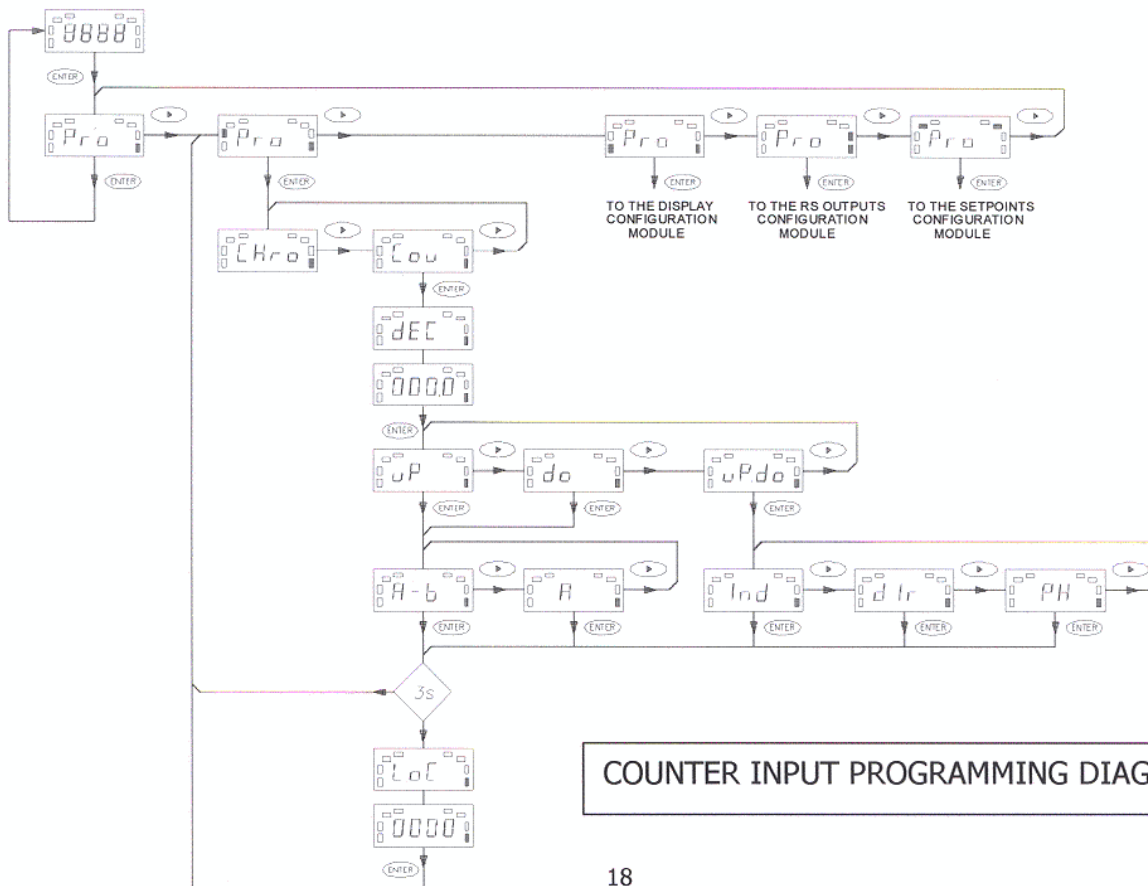 8888
ENTER
Pro
Pro
Pro
Pro
Pro
ENTER
ENTER
ENTER
ENTER
ENTER
TO THE DISPLAY
CONFIGURATION
MODULE
TO THE RS OUTPUTS
CONFIGURATION
MODULE
TO THE SETPOINTS
CONFIGURATION
MODULE
CHro
Cou
ENTER
dEC
000.0
ENTER
uP
do
uP.do
ENTER
ENTER
ENTER
A-b
A
Ind
dIr
PH
ENTER
ENTER
ENTER
ENTER
ENTER
3s
LoC
COUNTER INPUT PROGRAMMING DIAG
0000
ENTER
18